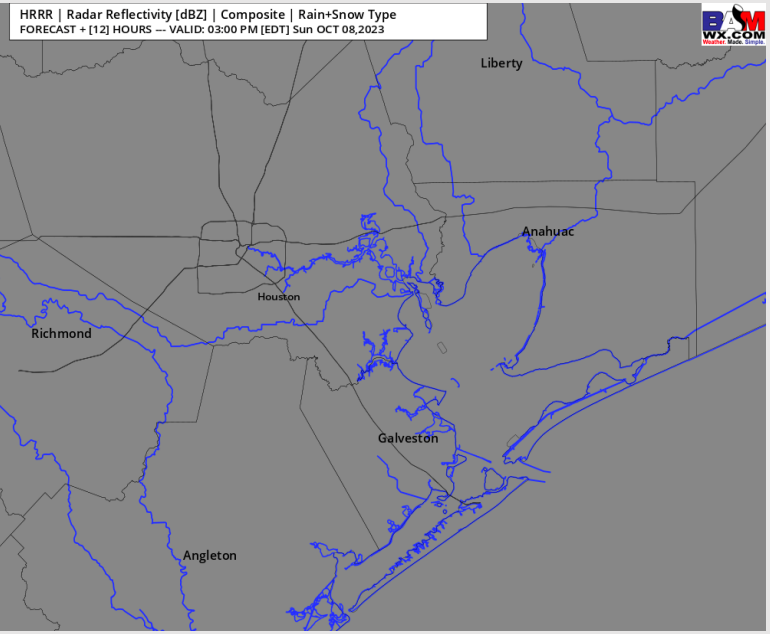 HRRR | Radar Reflectivity [dBZ] | Composite | Rain+Snow Type
FORECAST + [12] HOURS --- VALID: 03:00 PM [EDT] Sun OCT 08,2023
BAM
WX.COM
Weather. Made. Simple.
Liberty
Anahuac
Houston
Richmond
Galveston
Angleton